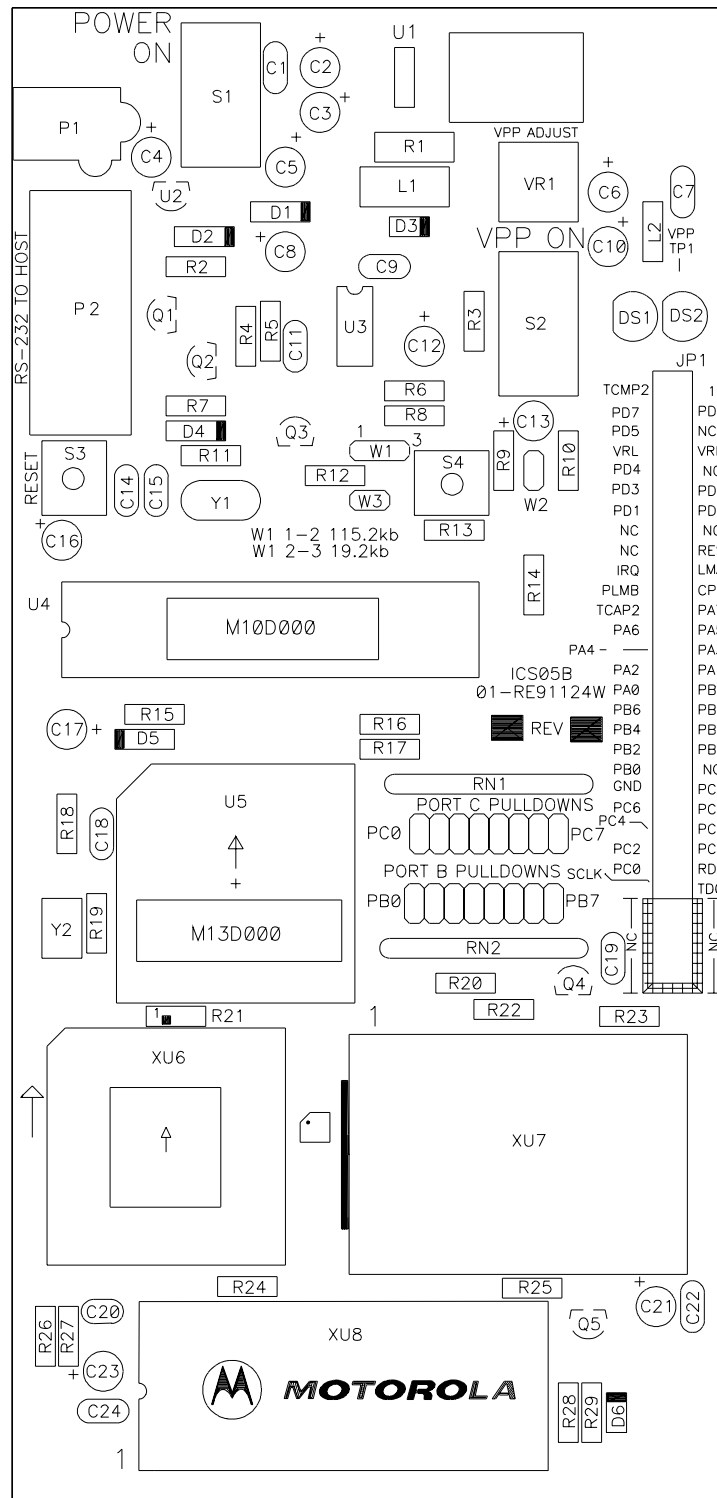 POWER
ON
U1
C1
C2
S1
C3
P1
VPP ADJUST
C4
R1
C5
L1
VR1
U2
C6
C7
D1
D3
L2
VPP
TP1
D2
C8
VPP ON
C10
R2
C9
RS-232 TO HOST
P2
Q1
R4
R5
C11
U3
C12
R3
S2
DS1
DS2
Q2
JP1
R6
TCMP2
1
R7
R8
PD7
C13
D4
Q3
PD5
NC
RESET
S3
R11
1
W1
3
S4
R9
R10
VRL
C14
C15
R12
PD4
Y1
W3
W2
PD3
PD1
C16
W1 1-2 115.2kb
R13
NC
W1 2-3 19.2kb
NC
IRQ
R14
PLMB
U4
TCAP2
M10D000
PA6
PA4
ICS05B
PA2
01-RE91124W
PA0
R15
PB6
C17
R16
REV
PB4
D5
R17
PB2
PB0
RN1
GND
U5
PORT C PULLDOWNS
PC6
R18
C18
PC0
PC7
PC4
PC2
PORT B PULLDOWNS
SCLK
PC0
PB0
PB7
Y2
R19
M13D000
RN2
C19
NC
NC
R20
Q4
1
R21
1
R22
R23
XU6
XU7
R24
R25
C20
C21
C22
R26
R27
XU8
Q5
C23
MOTOROLA
C24
R28
R29
D6
1